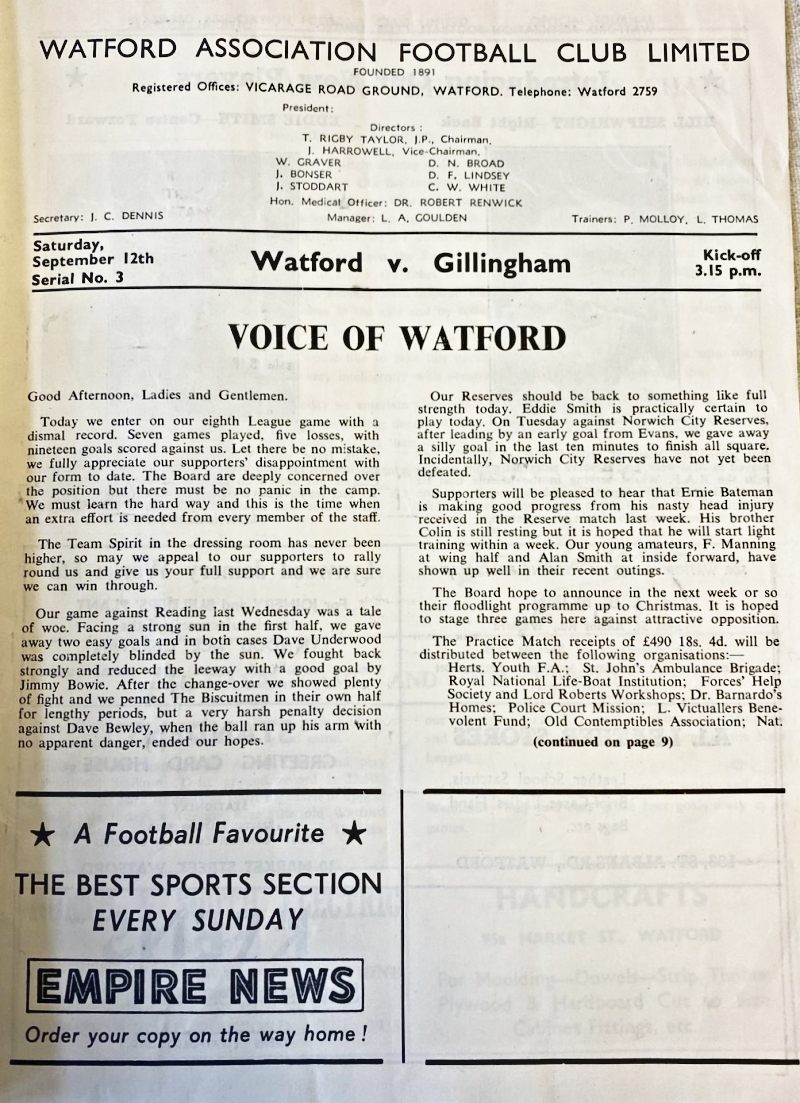 WATFORD ASSOCIATION FOOTBALL CLUB LIMITED
FOUNDED 1891
Registered Offices: VICARAGE ROAD GROUND, WATFORD. Telephone: Watford 2759
President:
Directors:
T. RIGBY TAYLOR, J.P., Chairman,
J. HARROWELL, Vice-Chairman,
W. GRAVER D. N. BROAD
J. BONSER D. F. LINDSEY
J. STODDART C. W. WHITE
Hon. Medical Officer: DR. ROBERT RENWICK
Secretary: J. C. DENNIS Manager: L. A. GOULDEN Trainers: P. MOLLOY, L. THOMAS
Saturday,
September 12th
Serial No. 3
Watford v. Gillingham
Kick-off
3.15 p.m.
VOICE OF WATFORD
Good Afternoon, Ladies and Gentlemen.
Today we enter on our eighth League game with a
dismal record. Seven games played, five losses, with
nineteen goals scored against us. Let there be no mistake,
we fully appreciate our supporters' disappointment with
our form to date. The Board are deeply concerned over
the position but there must be no panic in the camp.
We must learn the hard way and this is the time when
an extra effort is needed from every member of the staff.
The Team Spirit in the dressing room has never been
higher, so may we appeal to our supporters to rally
round us and give us your full support and we are sure
we can win through.
Our game against Reading last Wednesday was a tale
of woe. Facing a strong sun in the first half, we gave
away two easy goals and in both cases Dave Underwood
was completely blinded by the sun. We fought back
strongly and reduced the leeway with a good goal by
Jimmy Bowie. After the change-over we showed plenty
of fight and we penned The Biscuitmen in their own half
for lengthy periods, but a very harsh penalty decision
against Dave Bewley, when the ball ran up his arm with
no apparent danger, ended our hopes.
Our Reserves should be back to something like full
strength today. Eddie Smith is practically certain to
play today. On Tuesday against Norwich City Reserves,
after leading by an early goal from Evans, we gave away
a silly goal in the last ten minutes to finish all square.
Incidentally, Norwich City Reserves have not yet been
defeated.
Supporters will be pleased to hear that Ernie Bateman
is making good progress from his nasty head injury
received in the Reserve match last week. His brother
Colin is still resting but it is hoped that he will start light
training within a week. Our young amateurs, F. Manning
at wing half and Alan Smith at inside forward, have
shown up well in their recent outings.
The Board hope to announce in the next week or so
their floodlight programme up to Christmas. It is hoped
to stage three games here against attractive opposition.
The Practice Match receipts of £490 18s. 4d. will be
distributed between the following organisations:—
Herts. Youth F.A.; St. John's Ambulance Brigade;
Royal National Life-Boat Institution; Forces' Help
Society and Lord Roberts Workshops; Dr. Barnardo's
Homes; Police Court Mission; L. Victuallers Bene-
volent Fund; Old Contemptibles Association; Nat.
(continued on page 9)
★ A Football Favourite ★
THE BEST SPORTS SECTION
EVERY SUNDAY
EMPIRE NEWS
Order your copy on the way home!